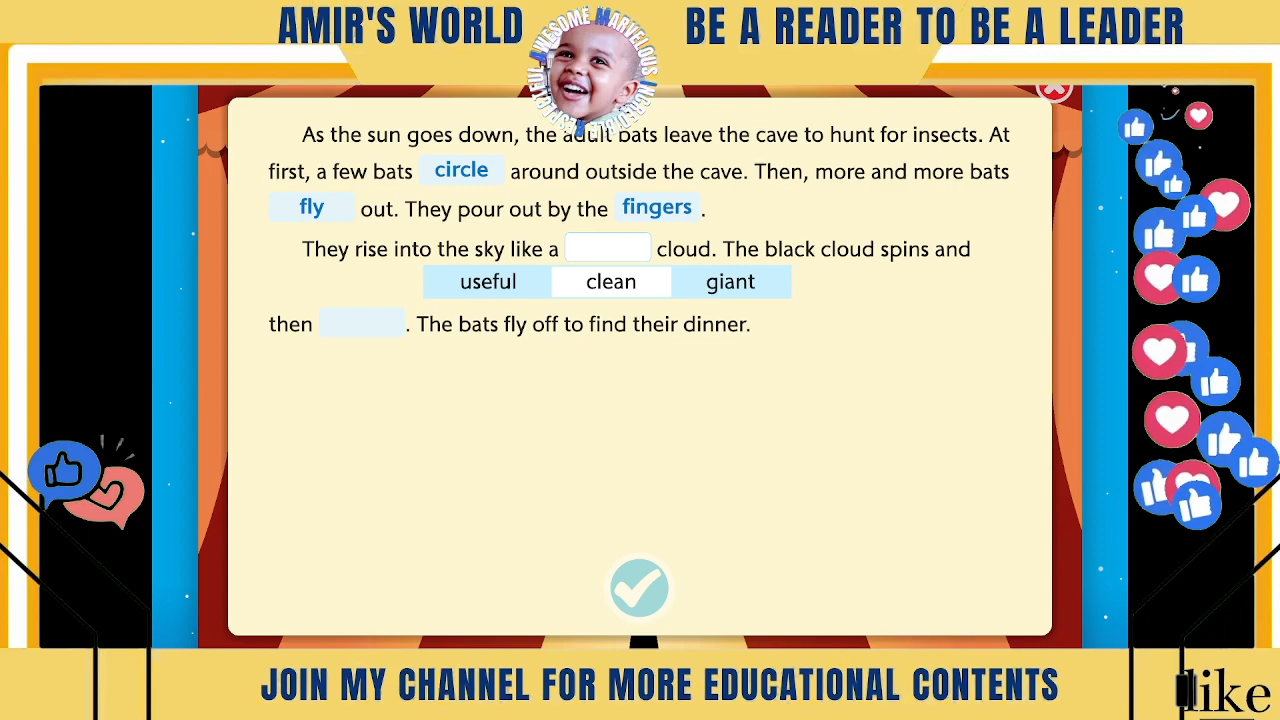 AMIR'S WORLD
BE A READER TO BE A LEADER
AWESOME MARVELOUS INCREDIBLE RESPECTFUL
As the sun goes down, the adult bats leave the cave to hunt for insects. At
first, a few bats circle around outside the cave. Then, more and more bats
fly out. They pour out by the fingers.
They rise into the sky like a cloud. The black cloud spins and
useful clean giant
then . The bats fly off to find their dinner.
JOIN MY CHANNEL FOR MORE EDUCATIONAL CONTENTS
like